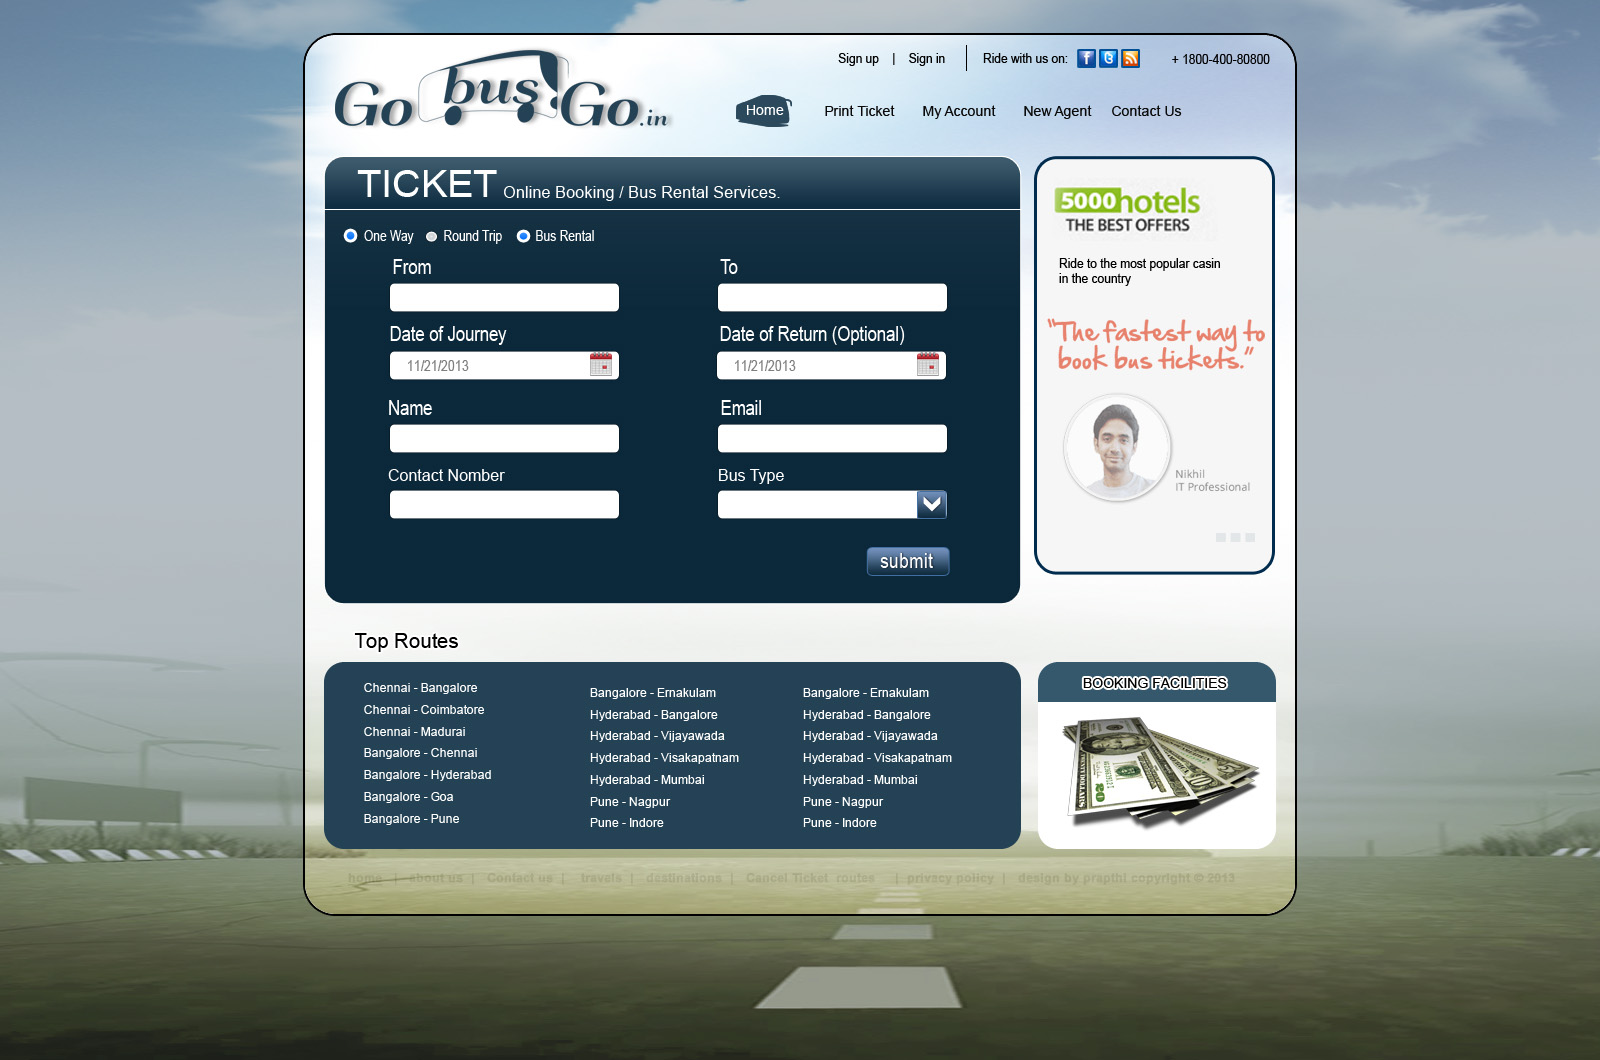 Sign up | Sign in
Ride with us on:
+ 1800-400-80800
Go bus Go.in
Home
Print Ticket
My Account
New Agent
Contact Us
TICKET Online Booking / Bus Rental Services.
One Way
Round Trip
Bus Rental
From
To
Date of Journey
Date of Return (Optional)
11/21/2013
11/21/2013
Name
Email
Contact Nomber
Bus Type
submit
5000hotels
THE BEST OFFERS
Ride to the most popular casin
in the country
"The fastest way to
book bus tickets."
Nikhil
IT Professional
Top Routes
Chennai - Bangalore
Chennai - Coimbatore
Chennai - Madurai
Bangalore - Chennai
Bangalore - Hyderabad
Bangalore - Goa
Bangalore - Pune
Bangalore - Ernakulam
Hyderabad - Bangalore
Hyderabad - Vijayawada
Hyderabad - Visakapatnam
Hyderabad - Mumbai
Pune - Nagpur
Pune - Indore
Bangalore - Ernakulam
Hyderabad - Bangalore
Hyderabad - Vijayawada
Hyderabad - Visakapatnam
Hyderabad - Mumbai
Pune - Nagpur
Pune - Indore
BOOKING FACILITIES
home | about us | Contact us | travels | destinations | Cancel Ticket routes | privacy policy | design by prapthi copyright © 2013